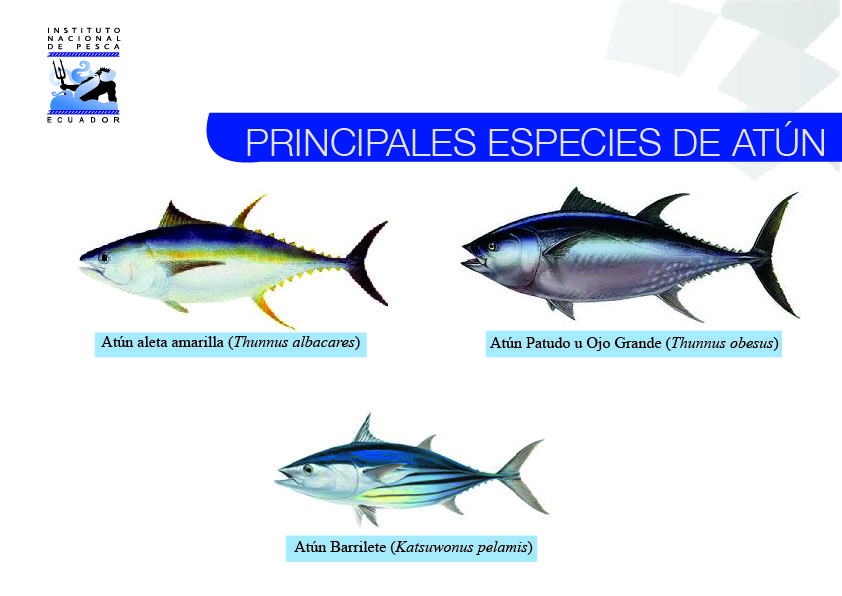 INSTITUTO
NACIONAL
DE PESCA
ECUADOR
PRINCIPALES ESPECIES DE ATÚN
Atún aleta amarilla (Thunnus albacares)
Atún Patudo u Ojo Grande (Thunnus obesus)
Atún Barrilete (Katsuwonus pelamis)